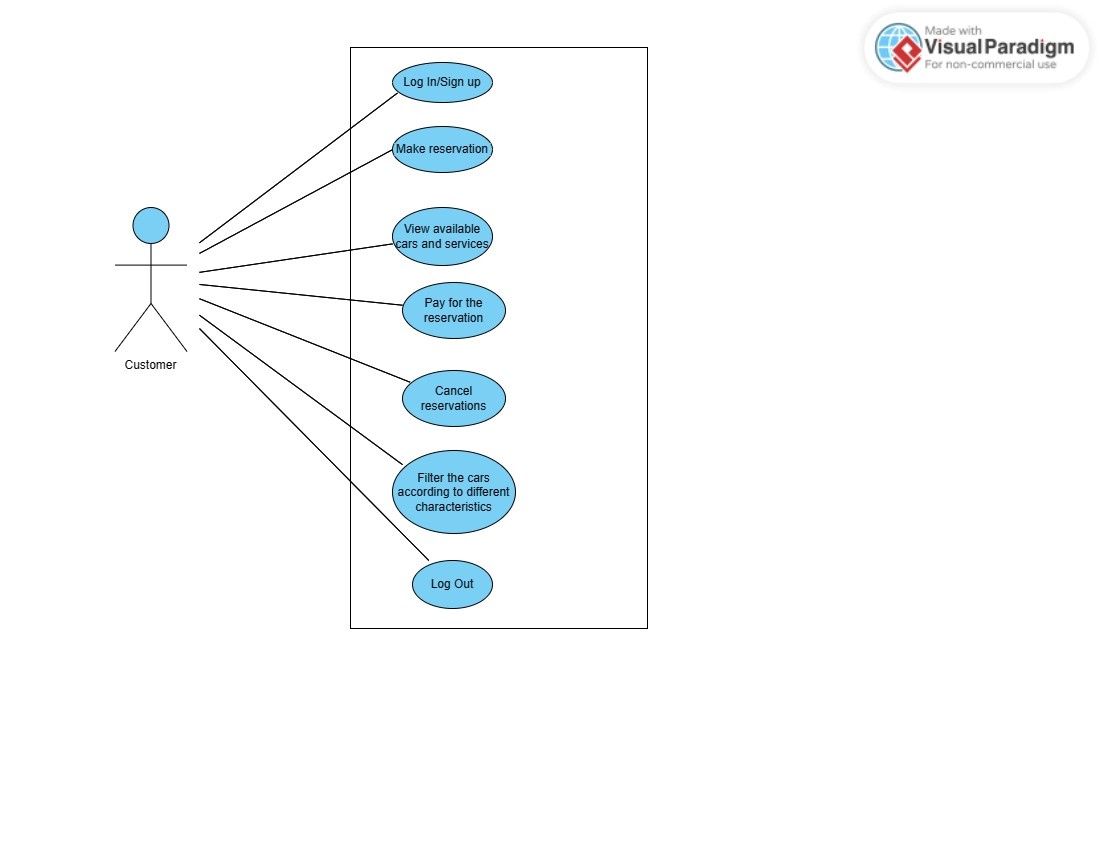 Made with
Visual Paradigm
For non-commercial use
Log In/Sign up
Make reservation
View available
cars and services
Pay for the
reservation
Customer
Cancel
reservations
Filter the cars
according to different
characteristics
Log Out